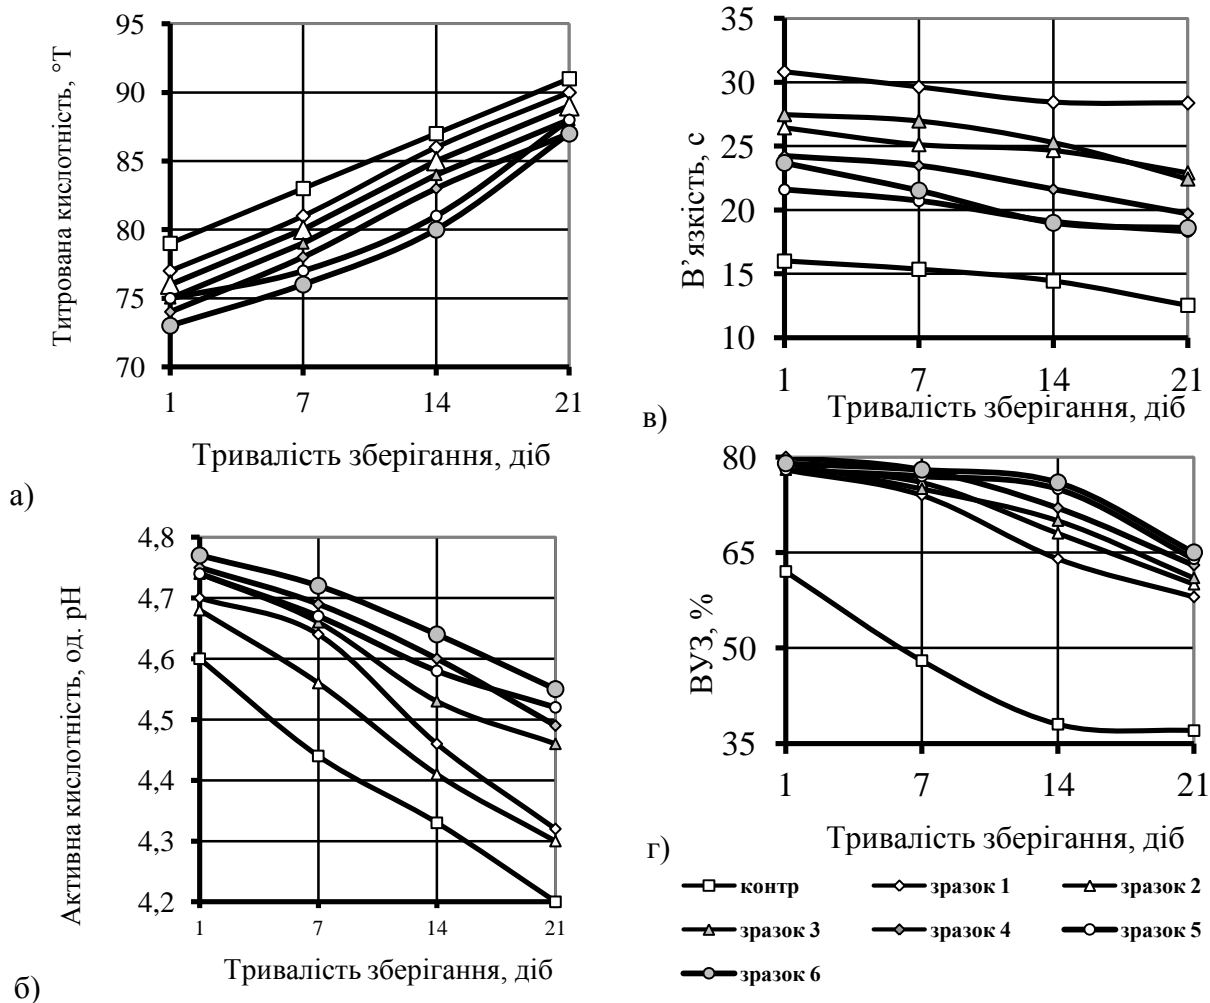 Титрована кислотність, °Т
95
90
85
80
75
70
1 7 14 21
Тривалість зберігання, діб
а)
В’язкість, с
35
30
25
20
15
10
1 7 14 21
Тривалість зберігання, діб
в)
Активна кислотність, од. рН
4,8
4,7
4,6
4,5
4,4
4,3
4,2
1 7 14 21
Тривалість зберігання, діб
б)
ВУЗ, %
80
65
50
35
1 7 14 21
Тривалість зберігання, діб
г)
контр зразок 1 зразок 2
зразок 3 зразок 4 зразок 5
зразок 6